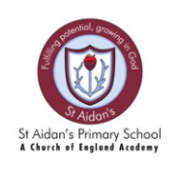 Fulfilling potential, growing in God
St Aidan's
St Aidan's Primary School
A Church of England Academy